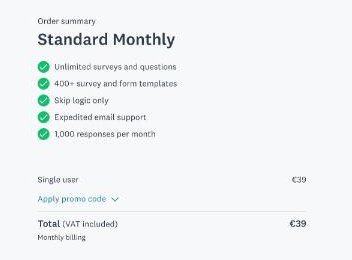 Order summary
Standard Monthly
Unlimited surveys and questions
400+ survey and form templates
Skip logic only
Expedited email support
1,000 responses per month
Single user €39
Apply promo code
Total (VAT included) €39
Monthly billing